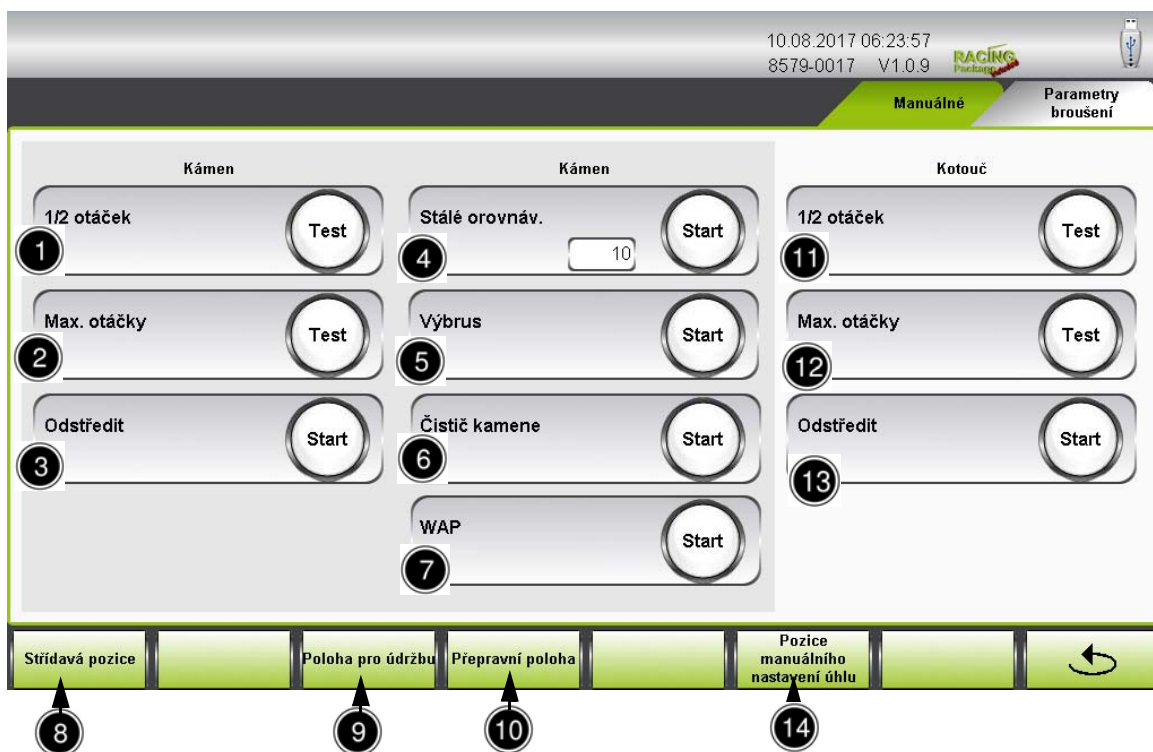 10.08.2017 06:23:57
8579-0017 V1.0.9
RACING
Package
Manuálně
Parametry
broušení
Kámen
Kámen
Kotouč
1/2 otáček
Test
1
Stálé orovnáv.
10
Start
4
1/2 otáček
Test
11
Max. otáčky
Test
2
Výbrus
Start
5
Max. otáčky
Test
12
Odstředit
Start
3
Čistič kamene
Start
6
Odstředit
Start
13
WAP
Start
7
Střídavá pozice
Poloha pro údržbu
Přepravní poloha
Pozice
manuálního
nastavení úhlu
8
9
10
14